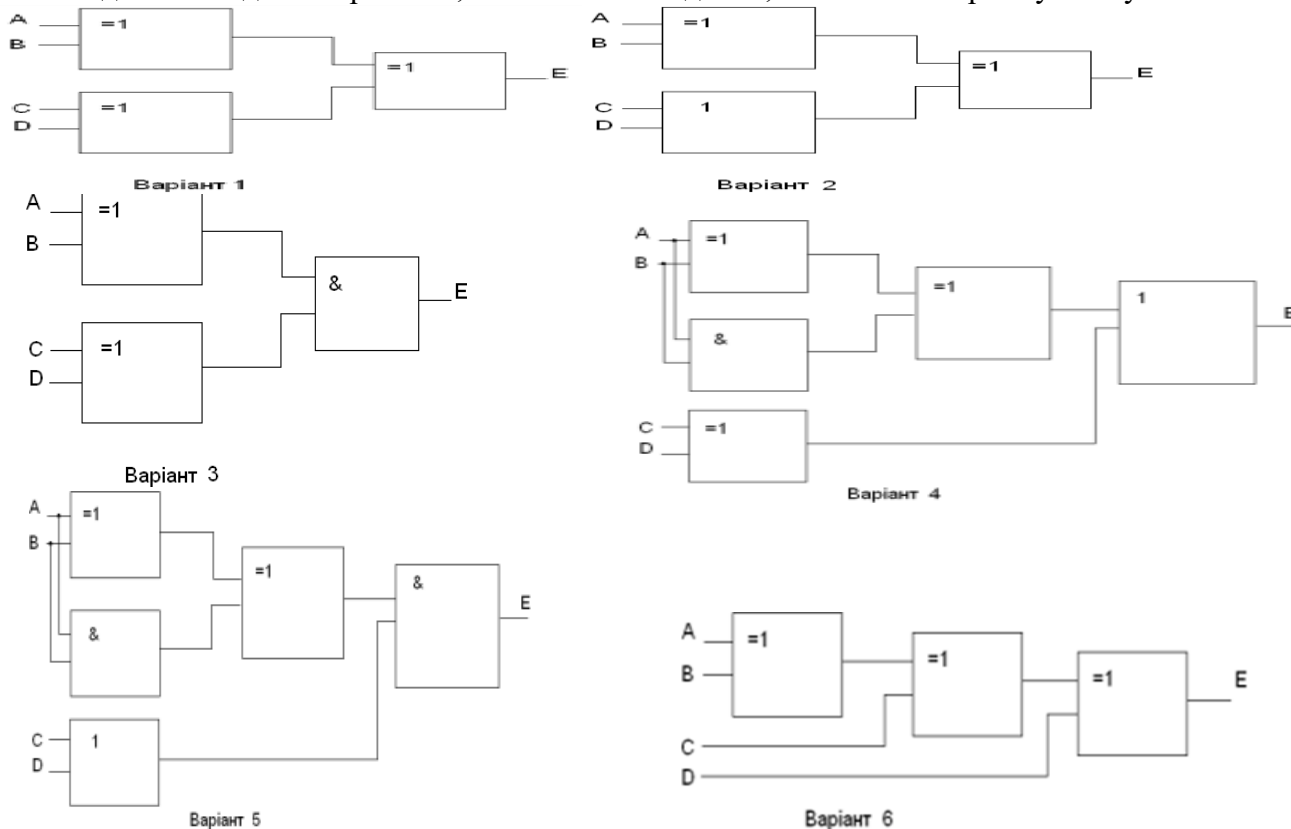 A =1
B =1 E
C =1
D
Варіант 1
A =1
B =1 E
C 1
D
Варіант 2
A =1
B
& E
C =1
D
Варіант 3
A =1
B =1 1
& E
C =1
D
Варіант 4
A =1
B =1 &
& E
C 1
D
Варіант 5
A =1
B =1 =1 E
C
D
Варіант 6